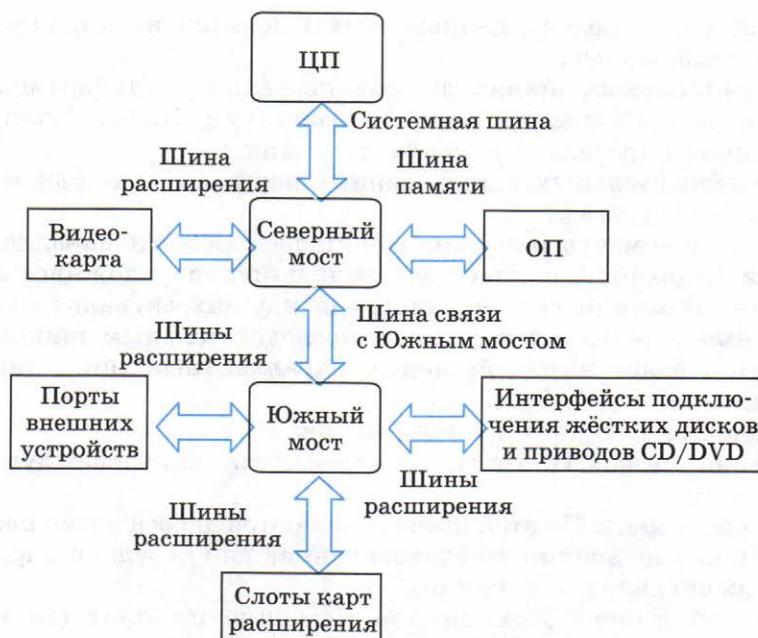 ЦП
Системная шина
Шина
расширения
Шина
памяти
Видео-
карта
Северный
мост
ОП
Шины
расширения
Шина связи
с Южным мостом
Порты
внешних
устройств
Южный
мост
Интерфейсы подклю-
чения жёстких дисков
и приводов CD/DVD
Шины
расширения
Шины
расширения
Слоты карт
расширения